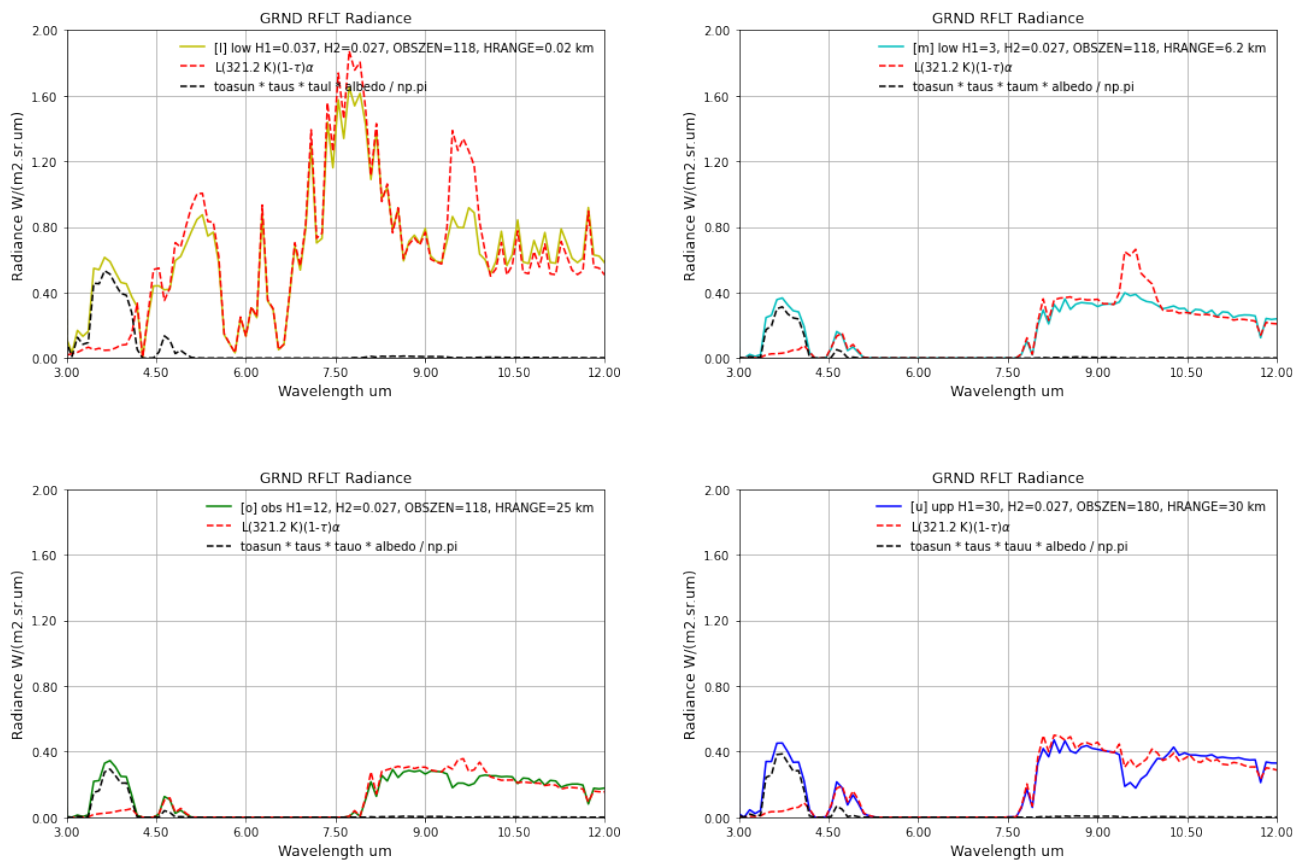 GRND RFLT Radiance
2.00
1.60
1.20
0.80
0.40
0.00
Radiance W/(m2.sr.um)
[l] low H1=0.037, H2=0.027, OBSZEN=118, HRANGE=0.02 km
L(321.2 K)(1-τ)α
toasun * taus * taul * albedo / np.pi
3.00 4.50 6.00 7.50 9.00 10.50 12.00
Wavelength um
GRND RFLT Radiance
2.00
1.60
1.20
0.80
0.40
0.00
Radiance W/(m2.sr.um)
[m] low H1=3, H2=0.027, OBSZEN=118, HRANGE=6.2 km
L(321.2 K)(1-τ)α
toasun * taus * taum * albedo / np.pi
3.00 4.50 6.00 7.50 9.00 10.50 12.00
Wavelength um
GRND RFLT Radiance
2.00
1.60
1.20
0.80
0.40
0.00
Radiance W/(m2.sr.um)
[o] obs H1=12, H2=0.027, OBSZEN=118, HRANGE=25 km
L(321.2 K)(1-τ)α
toasun * taus * tauo * albedo / np.pi
3.00 4.50 6.00 7.50 9.00 10.50 12.00
Wavelength um
GRND RFLT Radiance
2.00
1.60
1.20
0.80
0.40
0.00
Radiance W/(m2.sr.um)
[u] upp H1=30, H2=0.027, OBSZEN=180, HRANGE=30 km
L(321.2 K)(1-τ)α
toasun * taus * tauu * albedo / np.pi
3.00 4.50 6.00 7.50 9.00 10.50 12.00
Wavelength um